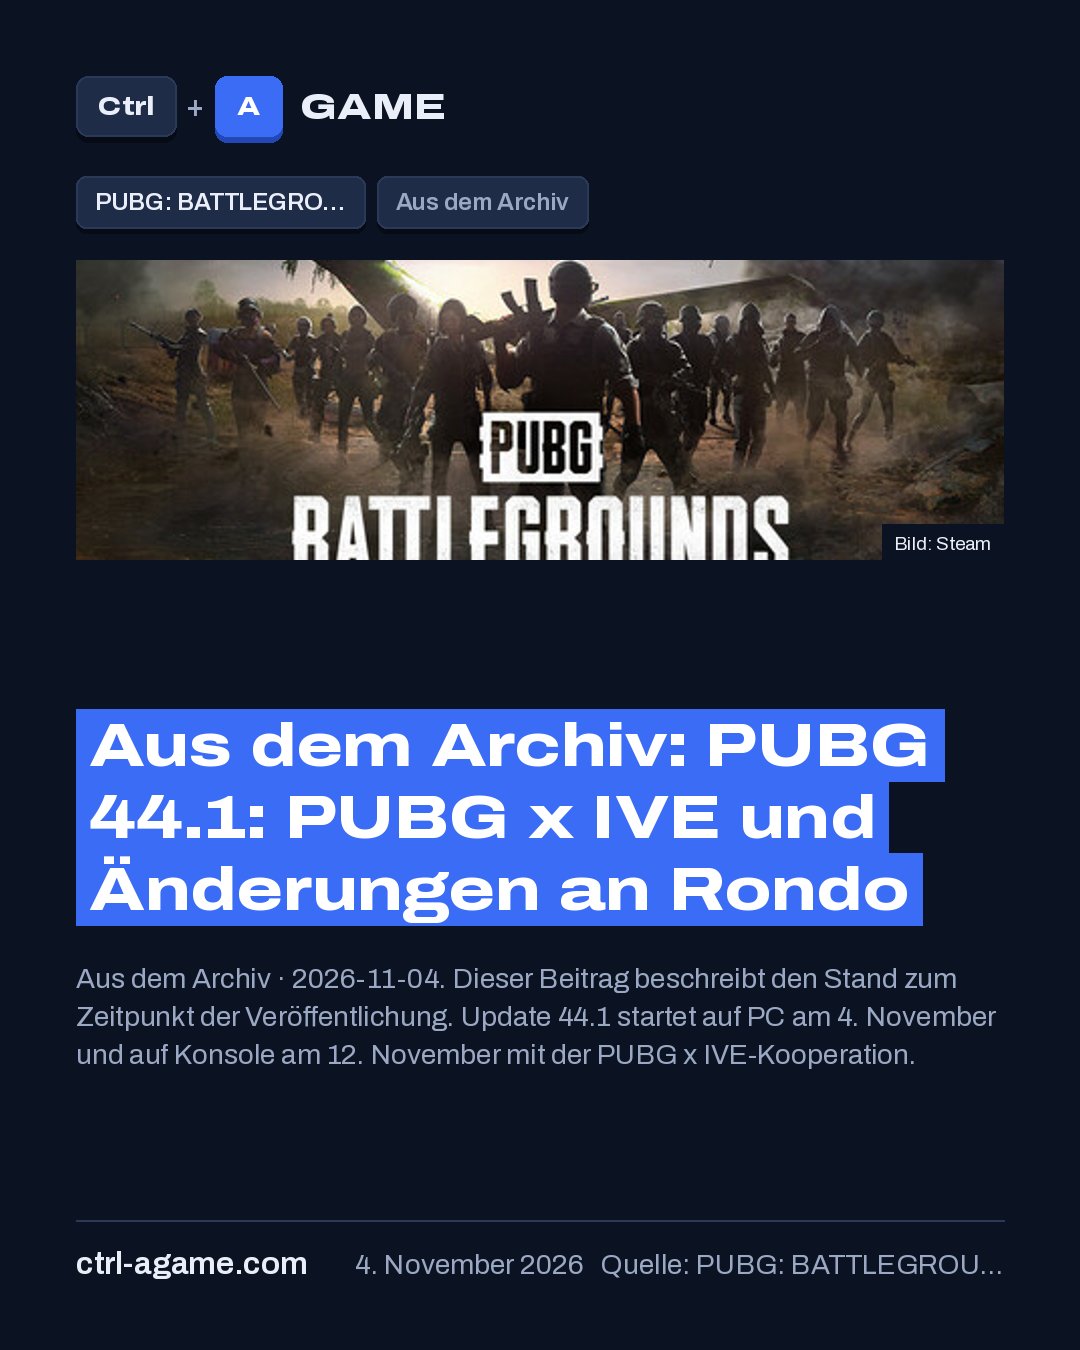 Ctrl + A GAME
PUBG: BATTLEGRO... Aus dem Archiv
PUBG
BATTLEGROUNDS
Bild: Steam
Aus dem Archiv: PUBG
44.1: PUBG x IVE und
Änderungen an Rondo
Aus dem Archiv · 2026-11-04. Dieser Beitrag beschreibt den Stand zum
Zeitpunkt der Veröffentlichung. Update 44.1 startet auf PC am 4. November
und auf Konsole am 12. November mit der PUBG x IVE-Kooperation.
ctrl-agame.com 4. November 2026 Quelle: PUBG: BATTLEGROU...